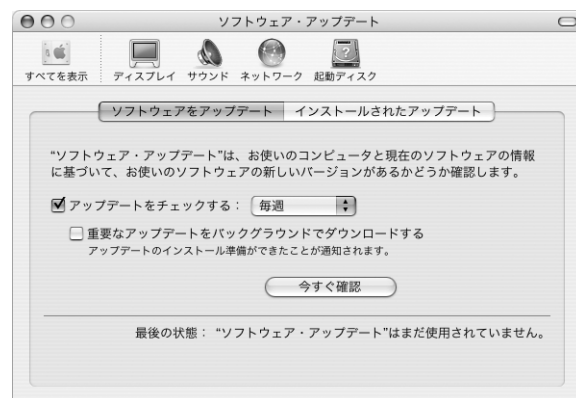 ソフトウェア・アップデート
すべてを表示 ディスプレイ サウンド ネットワーク 起動ディスク
ソフトウェアをアップデート インストールされたアップデート
“ソフトウェア・アップデート”は、お使いのコンピュータと現在のソフトウェアの情報
に基づいて、お使いのソフトウェアの新しいバージョンがあるかどうか確認します。
アップデートをチェックする： 毎週
重要なアップデートをバックグラウンドでダウンロードする
アップデートのインストール準備ができたことが通知されます。
今すぐ確認
最後の状態： “ソフトウェア・アップデート”はまだ使用されていません。